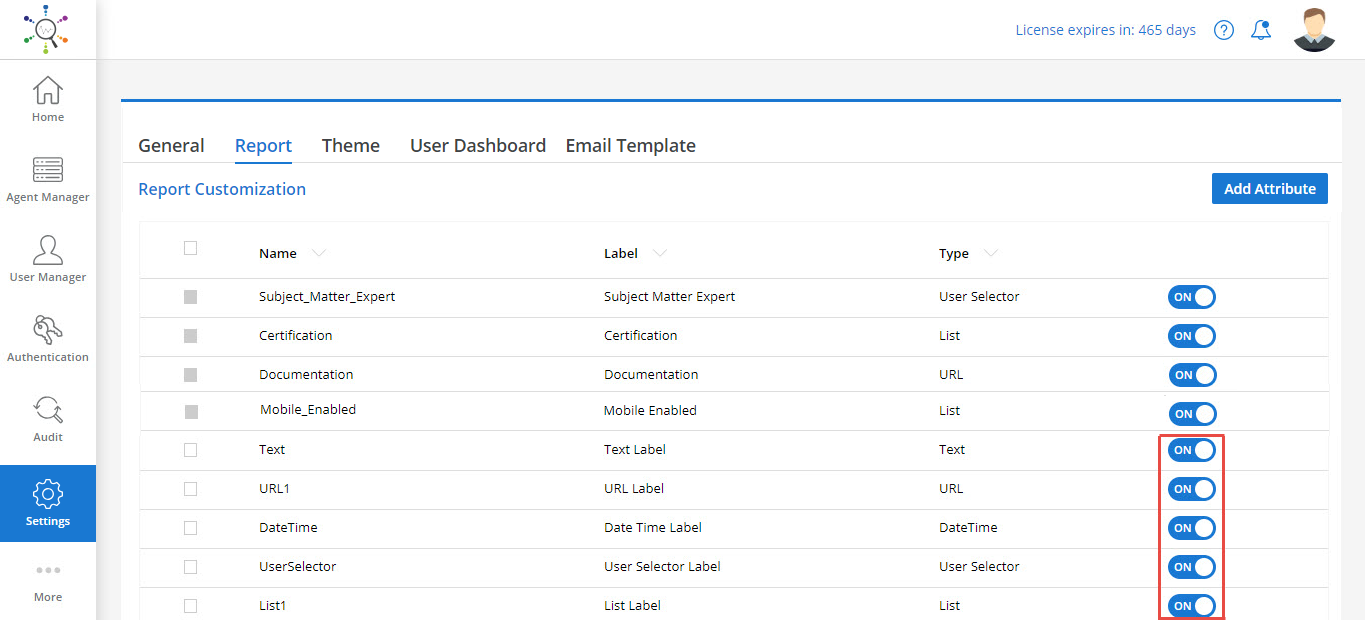 License expires in: 465 days
Home
Agent Manager
User Manager
Authentication
Audit
Settings
More
General Report Theme User Dashboard Email Template
Report Customization Add Attribute
Name Label Type
Subject_Matter_Expert Subject Matter Expert User Selector ON
Certification Certification List ON
Documentation Documentation URL ON
Mobile_Enabled Mobile Enabled List ON
Text Text Label Text ON
URL1 URL Label URL ON
DateTime Date Time Label DateTime ON
UserSelector User Selector Label User Selector ON
List1 List Label List ON